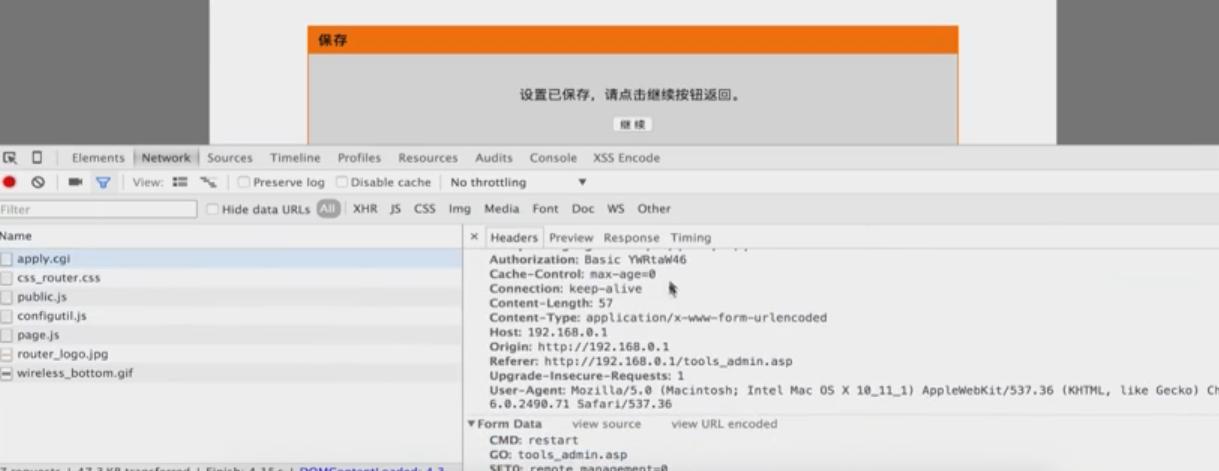 保存
设置已保存，请点击继续按钮返回。
继续
Elements Network Sources Timeline Profiles Resources Audits Console XSS Encode
View: Preserve log Disable cache No throttling
Filter Hide data URLs All XHR JS CSS Img Media Font Doc WS Other
Name
apply.cgi
css_router.css
public.js
configutil.js
page.js
router_logo.jpg
wireless_bottom.gif
× Headers Preview Response Timing
Authorization: Basic YWRtaW46
Cache-Control: max-age=0
Connection: keep-alive
Content-Length: 57
Content-Type: application/x-www-form-urlencoded
Host: 192.168.0.1
Origin: http://192.168.0.1
Referer: http://192.168.0.1/tools_admin.asp
Upgrade-Insecure-Requests: 1
User-Agent: Mozilla/5.0 (Macintosh; Intel Mac OS X 10_11_1) AppleWebKit/537.36 (KHTML, like Gecko) Ch
6.0.2490.71 Safari/537.36
Form Data view source view URL encoded
CMD: restart
GO: tools_admin.asp
SET0: remote_management=0